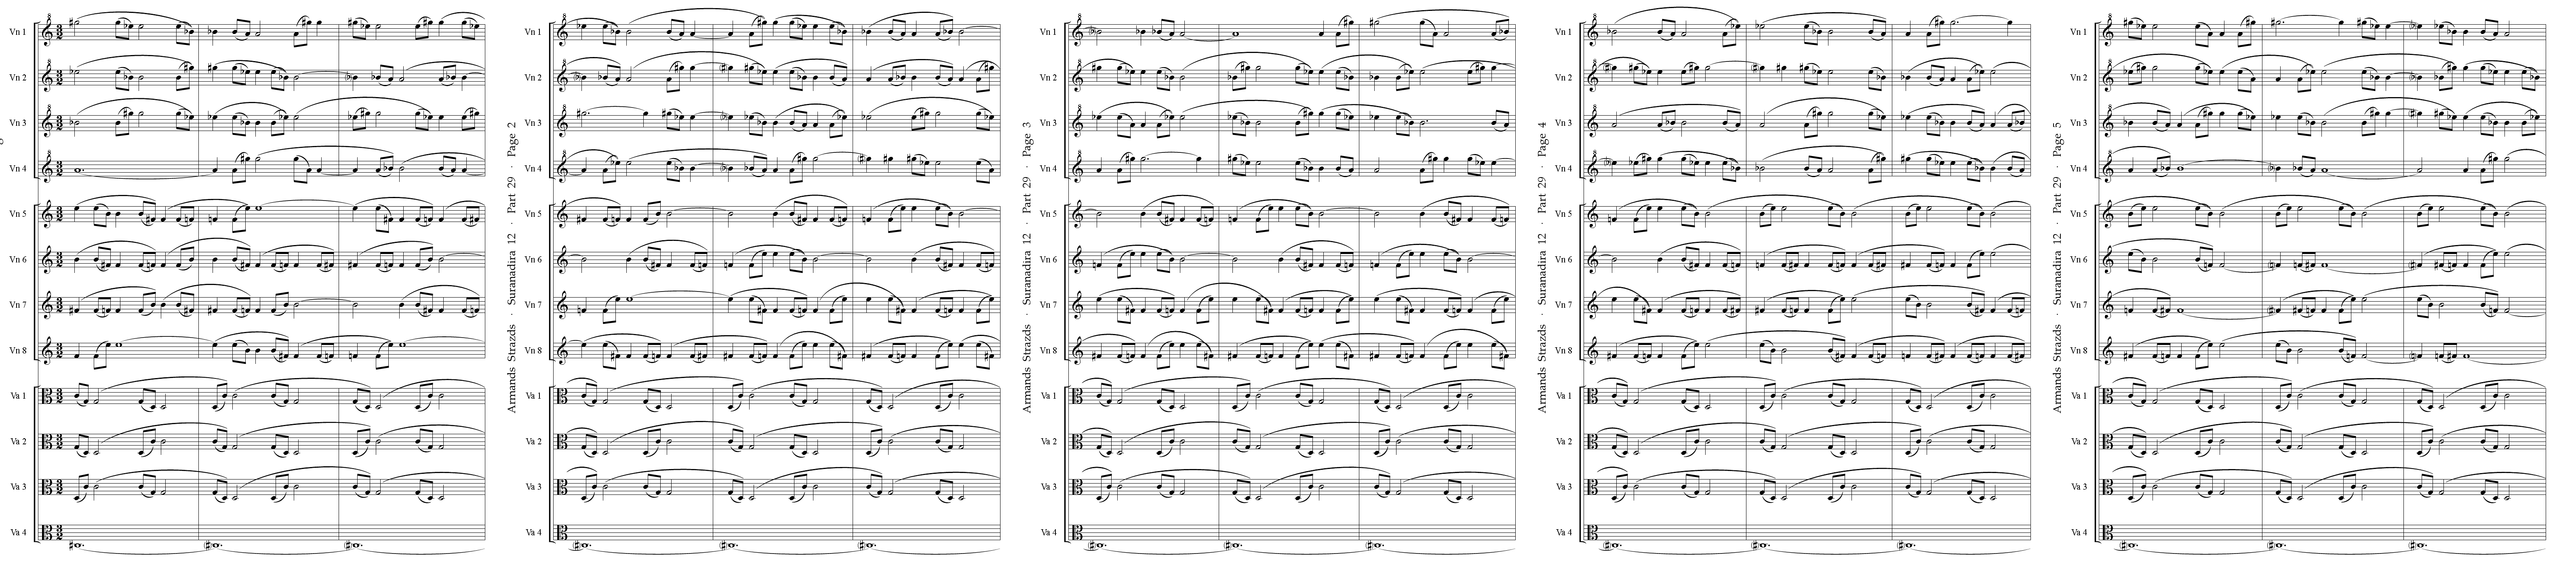 Vn 1
Vn 2
Vn 3
Vn 4
Vn 5
Vn 6
Vn 7
Vn 8
Va 1
Va 2
Va 3
Va 4
Armands Strazds · Suranadira 12 · Part 29 · Page 2
Vn 1
Vn 2
Vn 3
Vn 4
Vn 5
Vn 6
Vn 7
Vn 8
Va 1
Va 2
Va 3
Va 4
Armands Strazds · Suranadira 12 · Part 29 · Page 3
Vn 1
Vn 2
Vn 3
Vn 4
Vn 5
Vn 6
Vn 7
Vn 8
Va 1
Va 2
Va 3
Va 4
Armands Strazds · Suranadira 12 · Part 29 · Page 4
Vn 1
Vn 2
Vn 3
Vn 4
Vn 5
Vn 6
Vn 7
Vn 8
Va 1
Va 2
Va 3
Va 4
Armands Strazds · Suranadira 12 · Part 29 · Page 5
Vn 1
Vn 2
Vn 3
Vn 4
Vn 5
Vn 6
Vn 7
Vn 8
Va 1
Va 2
Va 3
Va 4